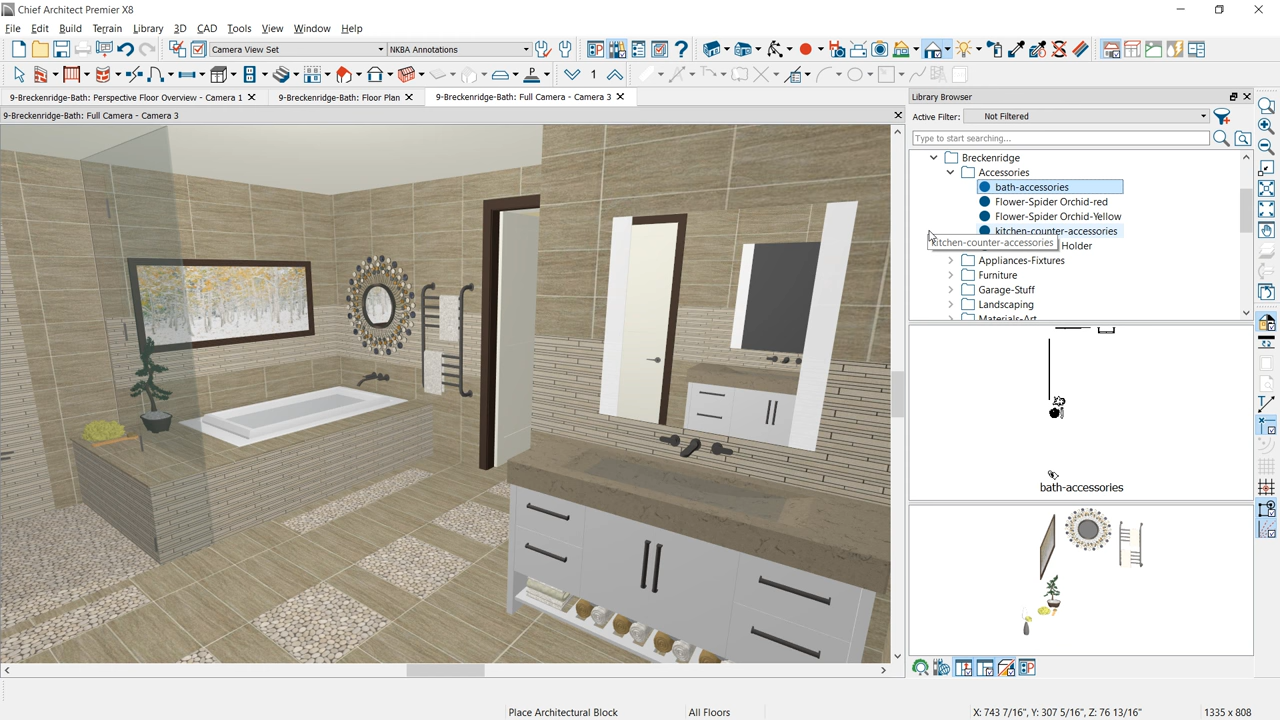 Chief Architect Premier X8
File Edit Build Terrain Library 3D CAD Tools View Window Help
Camera View Set NKBA Annotations
1
9-Breckenridge-Bath: Perspective Floor Overview - Camera 1 9-Breckenridge-Bath: Floor Plan 9-Breckenridge-Bath: Full Camera - Camera 3
9-Breckenridge-Bath: Full Camera - Camera 3
Library Browser
Active Filter: Not Filtered
Type to start searching...
Breckenridge
Accessories
bath-accessories
Flower-Spider Orchid-red
Flower-Spider Orchid-Yellow
kitchen-counter-accessories
kitchen-counter-accessories Holder
Appliances-Fixtures
Furniture
Garage-Stuff
Landscaping
Materials-Art
bath-accessories
Place Architectural Block All Floors X: 743 7/16", Y: 307 5/16", Z: 76 13/16" 1335 x 808